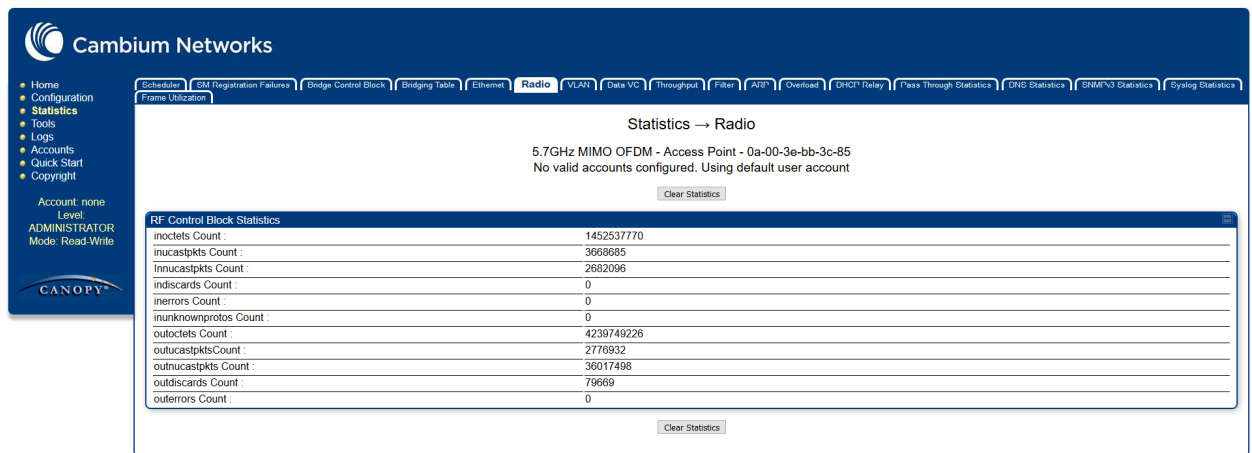 Cambium Networks
Home
Configuration
Statistics
Tools
Logs
Accounts
Quick Start
Copyright
Account: none
Level:
ADMINISTRATOR
Mode: Read-Write
CANOPY®
Scheduler SM Registration Failures Bridge Control Block Bridging Table Ethernet Radio VLAN Data VC Throughput Filter ARP Overload DHCP Relay Pass Through Statistics DNS Statistics SNMPv3 Statistics Syslog Statistics
Frame Utilization
Statistics → Radio
5.7GHz MIMO OFDM - Access Point - 0a-00-3e-bb-3c-85
No valid accounts configured. Using default user account
Clear Statistics
RF Control Block Statistics
inoctets Count : 1452537770
inucastpkts Count : 3668685
Innucastpkts Count : 2682096
indiscards Count : 0
inerrors Count : 0
inunknownprotos Count : 0
outoctets Count : 4239749226
outucastpktsCount : 2776932
outnucastpkts Count : 36017498
outdiscards Count : 79669
outerrors Count : 0
Clear Statistics